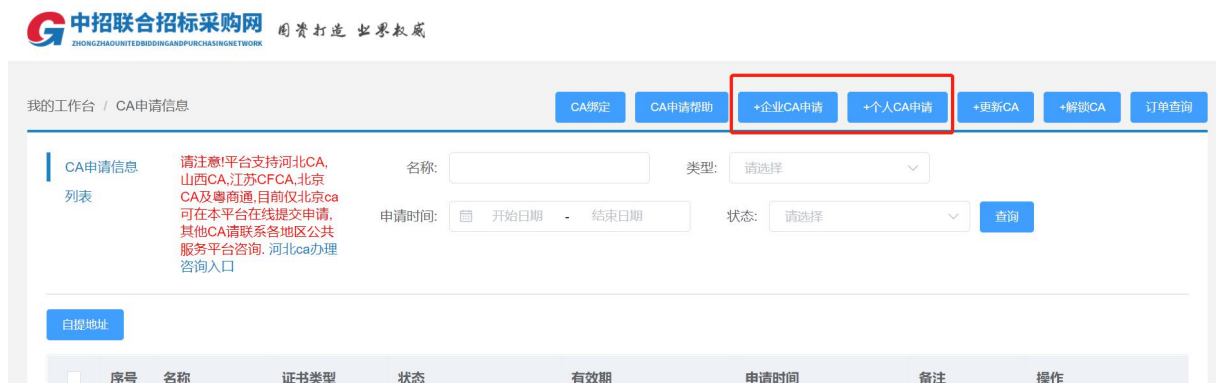 中招联合招标采购网 国资打造 业界权威
ZHONGZHAOUNITEDBIDDINGANDPURCHASINGNETWORK
我的工作台 / CA申请信息
CA绑定 CA申请帮助 +企业CA申请 +个人CA申请 +更新CA +解锁CA 订单查询
CA申请信息
列表
请注意!平台支持河北CA,
山西CA,江苏CFCA,北京
CA及粤商通,目前仅北京ca
可在本平台在线提交申请,
其他CA请联系各地区公共
服务平台咨询. 河北ca办理
咨询入口
名称: 类型: 请选择
申请时间: 开始日期 - 结束日期 状态: 请选择 查询
自提地址
序号 名称 证书类型 状态 有效期 申请时间 备注 操作